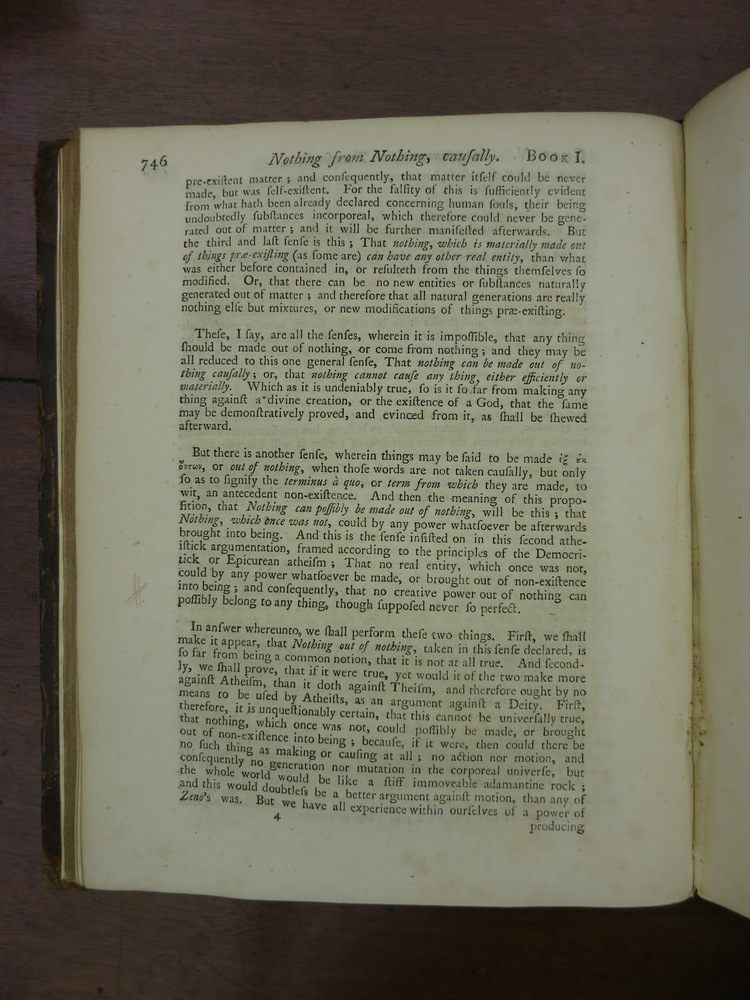 746 Nothing from Nothing, cauſally. BOOK I.
pre-exiſtent matter ; and conſequently, that matter itſelf could be never
made, but was ſelf-exiſtent. For the falſity of this is ſufficiently evident
from what hath been already declared concerning human ſouls, their being
undoubtedly ſubſtances incorporeal, which therefore could never be gene-
rated out of matter ; and it will be further manifeſted afterwards. But
the third and laſt ſenſe is this ; That nothing, which is materially made out
of things præ-exiſting (as ſome are) can have any other real entity, than what
was either before contained in, or reſulteth from the things themſelves ſo
modified. Or, that there can be no new entities or ſubſtances naturally
generated out of matter ; and therefore that all natural generations are really
nothing elſe but mixtures, or new modifications of things præ-exiſting.
Theſe, I ſay, are all the ſenſes, wherein it is impoſſible, that any thing
ſhould be made out of nothing, or come from nothing ; and they may be
all reduced to this one general ſenſe, That nothing can be made out of no-
thing cauſally ; or, that nothing cannot cauſe any thing, either efficiently or
materially. Which as it is undeniably true, ſo is it ſo far from making any
thing againſt a divine creation, or the exiſtence of a God, that the ſame
may be demonſtratively proved, and evinced from it, as ſhall be ſhewed
afterward.
But there is another ſenſe, wherein things may be ſaid to be made ἐξ ἐκ
ὄντων, or out of nothing, when thoſe words are not taken cauſally, but only
ſo as to ſignify the terminus à quo, or term from which they are made, to
wit, an antecedent non-exiſtence. And then the meaning of this propo-
ſition, that Nothing can poſſibly be made out of nothing, will be this ; that
Nothing, which once was not, could by any power whatſoever be afterwards
brought into being. And this is the ſenſe inſiſted on in this ſecond athe-
iſtick argumentation, framed according to the principles of the Democri-
tick or Epicurean atheiſm ; That no real entity, which once was not,
could by any power whatſoever be made, or brought out of non-exiſtence
into being ; and conſequently, that no creative power out of nothing can
poſſibly belong to any thing, though ſuppoſed never ſo perfect.
In anſwer whereunto, we ſhall perform theſe two things. Firſt, we ſhall
make it appear, that Nothing out of nothing, taken in this ſenſe declared, is
ſo far from being a common notion, that it is not at all true. And ſecond-
ly, we ſhall prove, that if it were true, yet would it of the two make more
againſt Atheiſm, than it doth againſt Theiſm, and therefore ought by no
means to be uſed by Atheiſts, as an argument againſt a Deity. Firſt,
therefore, it is unqueſtionably certain, that this cannot be univerſally true,
that nothing, which once was not, could poſſibly be made, or brought
out of non-exiſtence into being ; becauſe, if it were, then could there be
no ſuch thing as making or cauſing at all ; no action nor motion, and
conſequently no generation nor mutation in the corporeal univerſe, but
the whole world would be like a ſtiff immoveable adamantine rock ;
and this would doubtleſs be a better argument againſt motion, than any of
Zeno's was. But we have all experience within ourſelves of a power of
4
producing